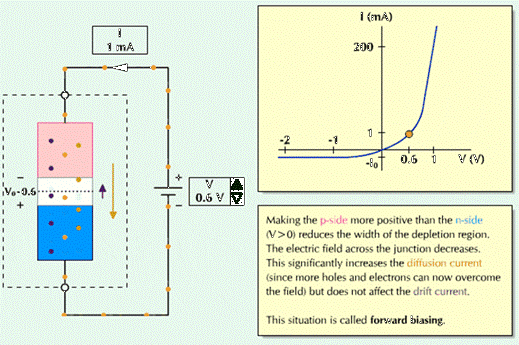 I
1 mA
−
V₀-0.5
+
+
−
V
0.5 V
I (mA)
200
1
-2
-1
-I₀
0.5
1
V (V)
Making the p-side more positive than the n-side
(V > 0) reduces the width of the depletion region.
The electric field across the junction decreases.
This significantly increases the diffusion current
(since more holes and electrons can now overcome
the field) but does not affect the drift current.
This situation is called forward biasing.